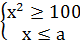 x² ≥ 100
x ≤ a